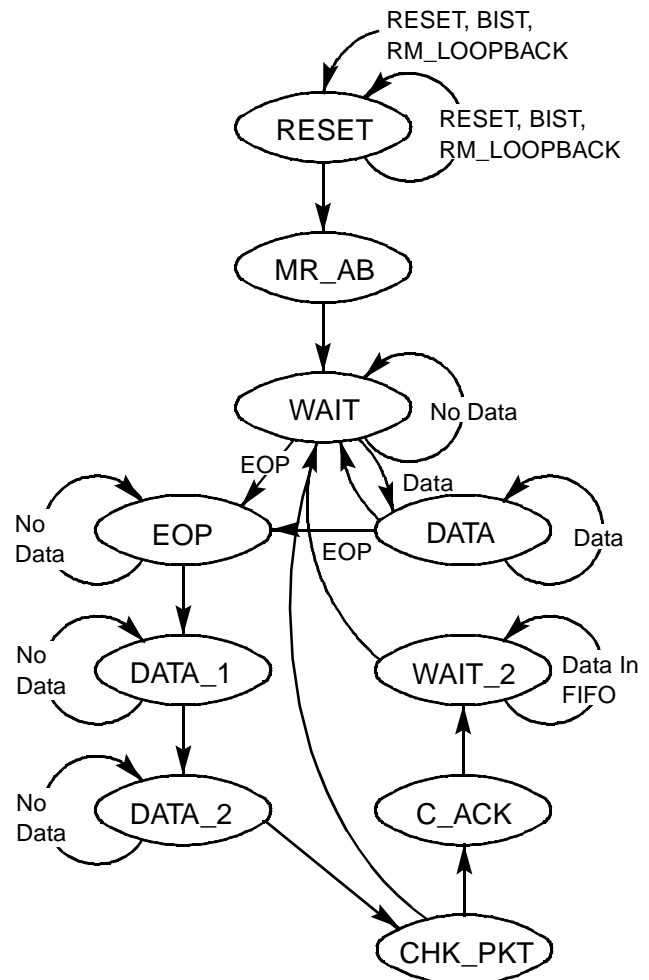 RESET, BIST,
RM_LOOPBACK
RESET
RESET, BIST,
RM_LOOPBACK
MR_AB
WAIT
No Data
EOP
Data
No
Data
EOP
EOP
DATA
Data
No
Data
DATA_1
WAIT_2
Data In
FIFO
No
Data
DATA_2
C_ACK
CHK_PKT